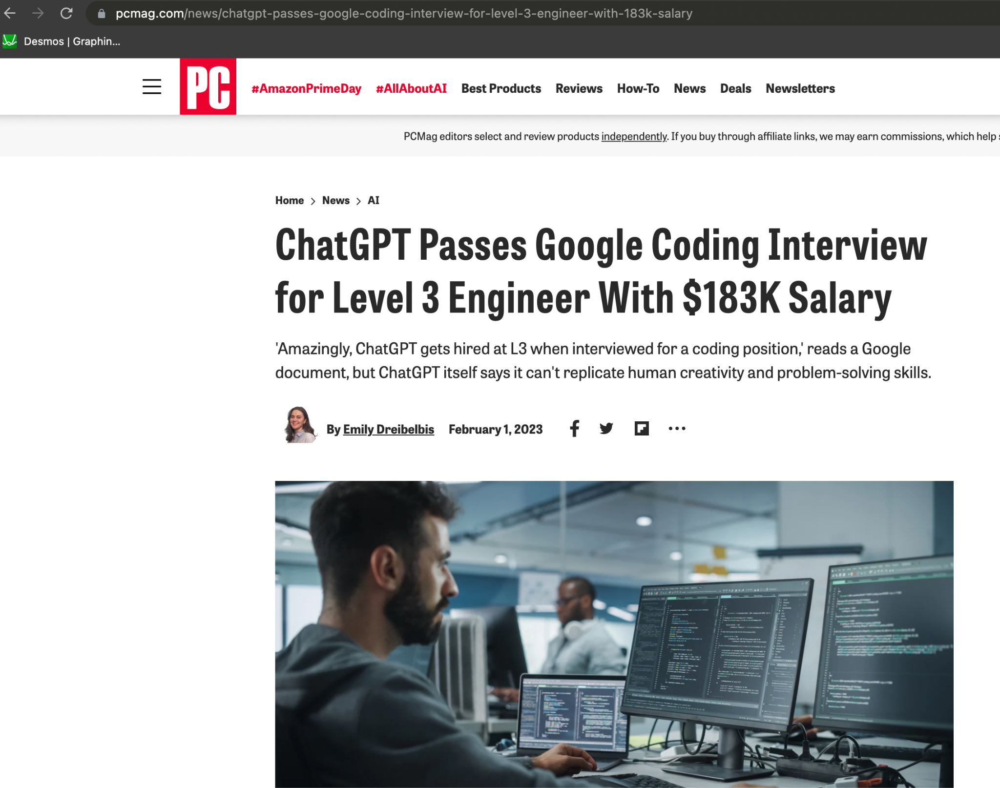 pcmag.com/news/chatgpt-passes-google-coding-interview-for-level-3-engineer-with-183k-salary
Desmos | Graphin...
PC
#AmazonPrimeDay #AllAboutAI Best Products Reviews How-To News Deals Newsletters
PCMag editors select and review products independently. If you buy through affiliate links, we may earn commissions, which help
Home > News > AI
ChatGPT Passes Google Coding Interview
for Level 3 Engineer With $183K Salary
'Amazingly, ChatGPT gets hired at L3 when interviewed for a coding position,' reads a Google
document, but ChatGPT itself says it can't replicate human creativity and problem-solving skills.
By Emily Dreibelbis February 1, 2023